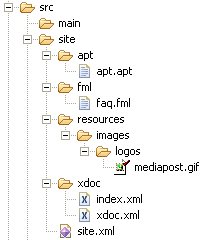 src
main
site
apt
apt.apt
fml
faq.fml
resources
images
logos
mediapost.gif
xdoc
index.xml
xdoc.xml
site.xml